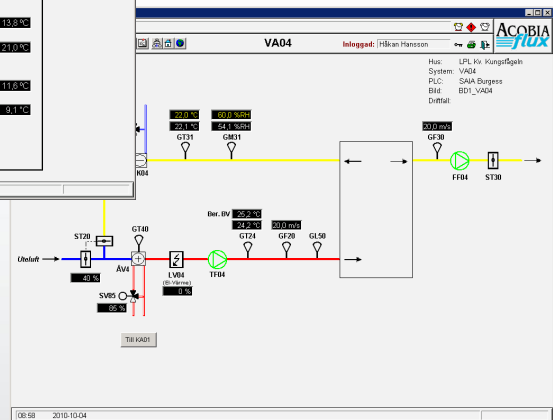 13,8 °C
21,0 °C
11,6 °C
9,1 °C
ACOBIA
flux
VA04
Inloggad: Håkan Hansson
Hus: LPL Kv. Kungsfågeln
System: VA04
PLC: SAIA Burgess
Bild: BD1_VA04
Driftfall:
22,0 °C 60,0 %RH
22,1 °C 54,1 %RH
GT31 GM31
20,0 m/s
GF30
K04
FF04 ST30
Ber. BV 25,2 °C
24,2 °C 20,0 m/s
ST20 GT40 GT24 GF20 GL50
Uteluft
40 %
ÅV4
LV04
(El-Värme)
0 %
TF04
SV85
65 %
Till KA01
08:58 2010-10-04